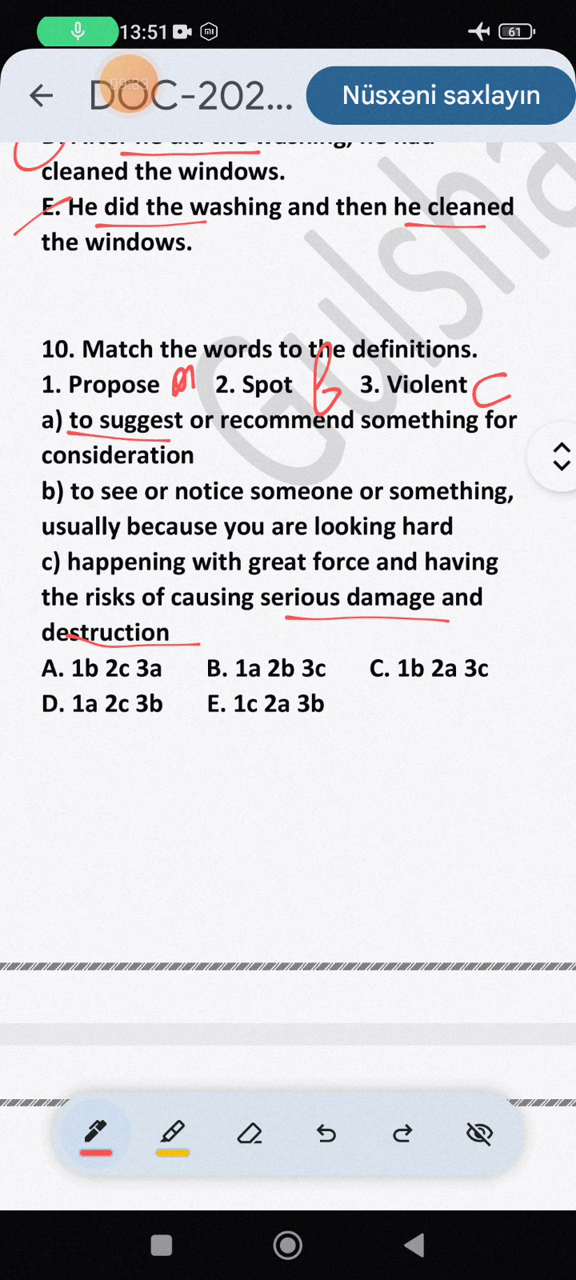 13:51
61
DOC-202...
Nüsxəni saxlayın
cleaned the windows.
E. He did the washing and then he cleaned
the windows.
10. Match the words to the definitions.
1. Propose a 2. Spot b 3. Violent c
a) to suggest or recommend something for
consideration
b) to see or notice someone or something,
usually because you are looking hard
c) happening with great force and having
the risks of causing serious damage and
destruction
A. 1b 2c 3a B. 1a 2b 3c C. 1b 2a 3c
D. 1a 2c 3b E. 1c 2a 3b
Gulsha